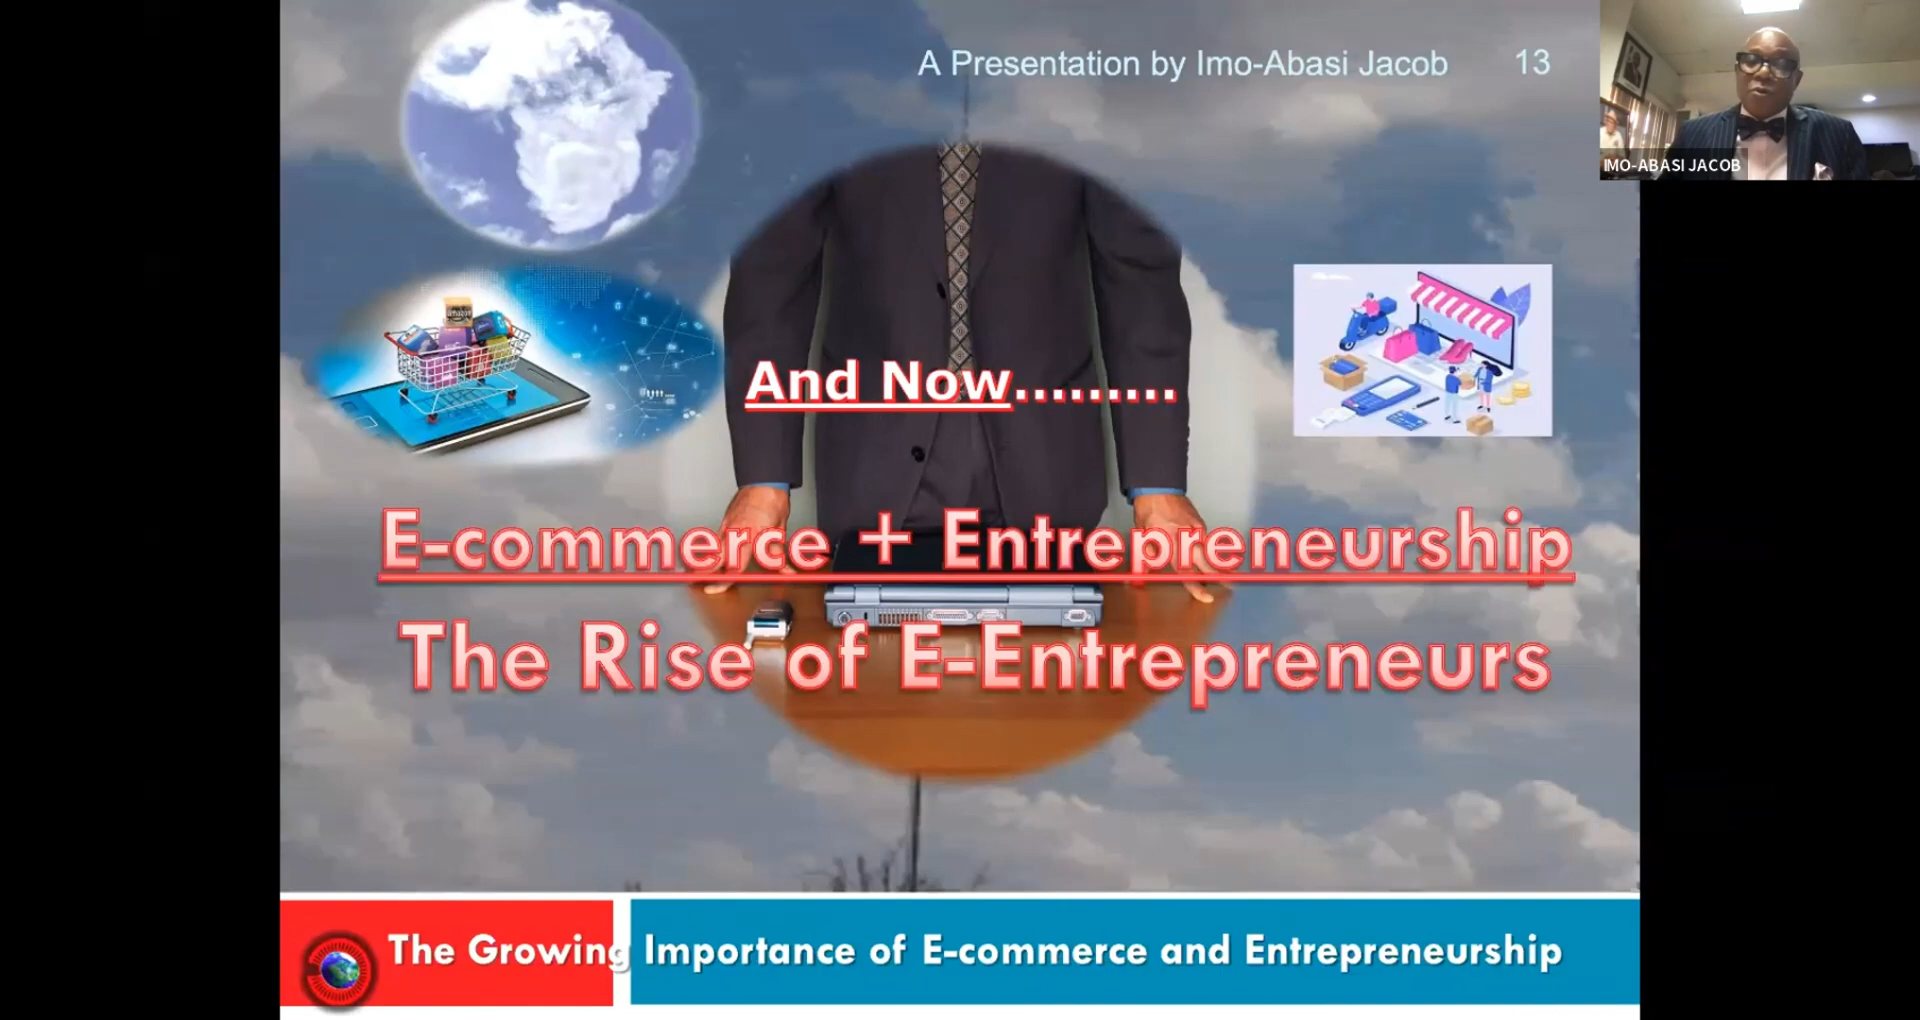 A Presentation by Imo-Abasi Jacob 13
IMO-ABASI JACOB
amazon
And Now.........
E-commerce + Entrepreneurship
The Rise of E-Entrepreneurs
The Growing Importance of E-commerce and Entrepreneurship